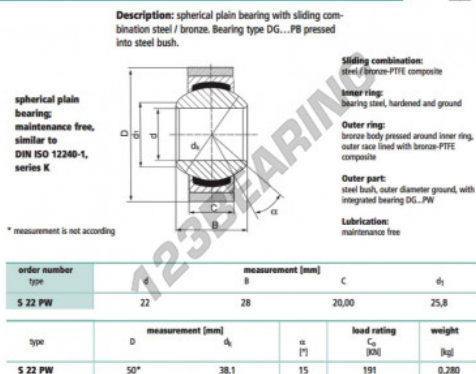 Description: spherical plain bearing with sliding com-
bination steel / bronze. Bearing type DG...PB pressed
into steel bush.
Sliding combination:
steel / bronze-PTFE composite
Inner ring:
bearing steel, hardened and ground
Outer ring:
bronze body pressed around inner ring,
outer race lined with bronze-PTFE
composite
Outer part:
steel bush, outer diameter ground, with
integrated bearing DG...PW
Lubrication:
maintenance free
spherical plain
bearing;
maintenance free,
similar to
DIN ISO 12240-1,
series K
D
d₁
d
dₖ
C
B
α
* measurement is not according
123BEARING
order number measurement [mm]
type d B C d₁
S 22 PW 22 28 20,00 25,8
measurement [mm] load rating weight
type D dₖ α C₀
[°] [KN] [kg]
S 22 PW 50* 38,1 15 191 0,280